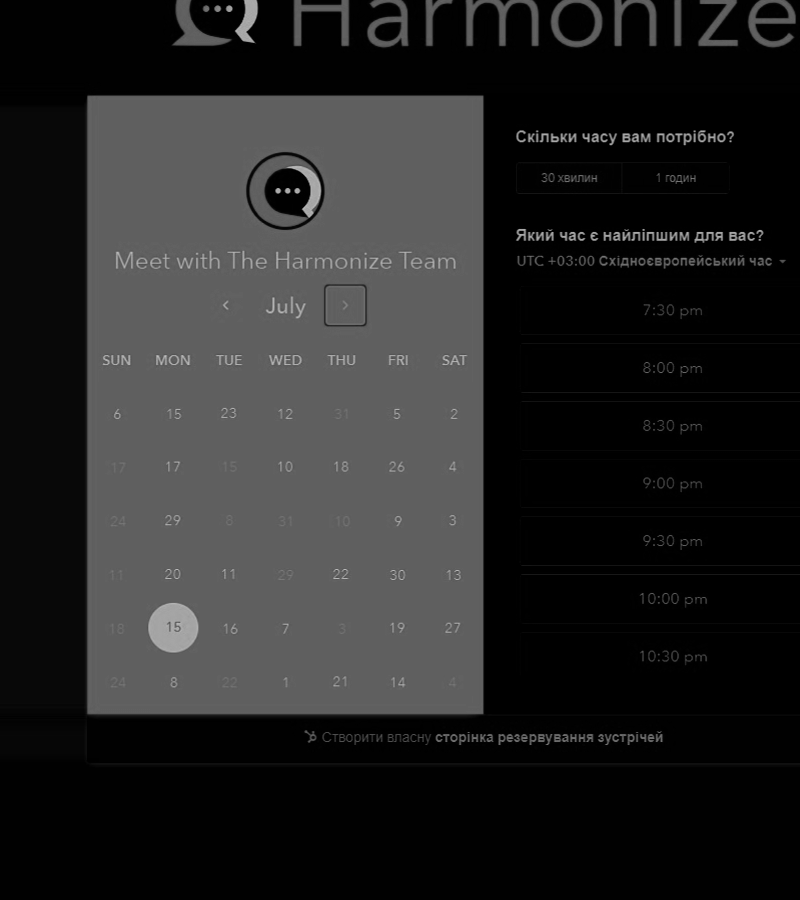 Harmonize
Meet with The Harmonize Team
July
SUN MON TUE WED THU FRI SAT
6 15 23 12 31 5 2
17 17 15 10 18 26 4
24 29 8 31 10 9 3
11 20 11 29 22 30 13
18 15 16 7 3 19 27
24 8 22 1 21 14 4
Скільки часу вам потрібно?
30 хвилин 1 годин
Який час є найліпшим для вас?
UTC +03:00 Східноєвропейський час
7:30 pm
8:00 pm
8:30 pm
9:00 pm
9:30 pm
10:00 pm
10:30 pm
Створити власну сторінка резервування зустрічей